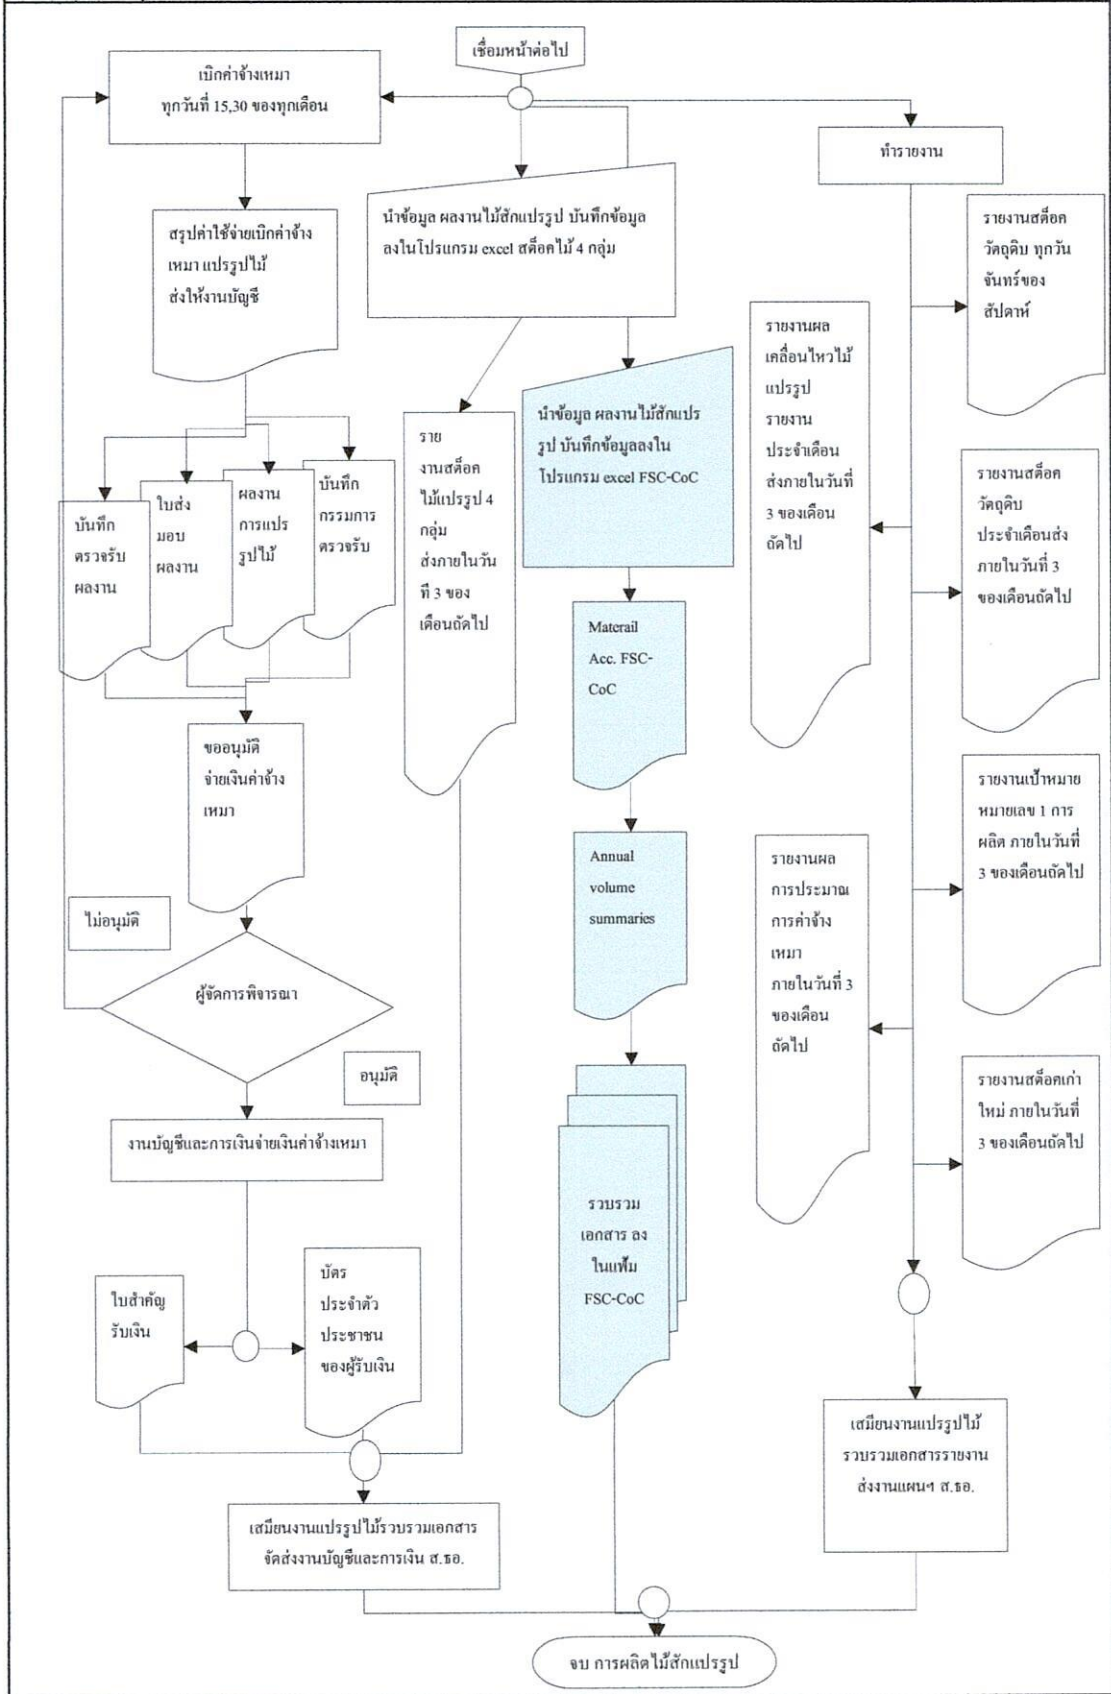 เชื่อมหน้าต่อไป
เบิกค่าจ้างเหมา
ทุกวันที่ 15,30 ของทุกเดือน
ทำรายงาน
สรุปค่าใช้จ่ายเบิกค่าจ้าง
เหมา แปรรูปไม้
ส่งให้งานบัญชี
นำข้อมูล ผลงานไม้สักแปรรูป บันทึกข้อมูล
ลงในโปรแกรม excel สต็อคไม้ 4 กลุ่ม
รายงานสต็อค
วัตถุดิบ ทุกวัน
จันทร์ของ
สัปดาห์
รายงานผล
เคลื่อนไหวไม้
แปรรูป
รายงาน
ประจำเดือน
ส่งภายในวันที่
3 ของเดือน
ถัดไป
นำข้อมูล ผลงานไม้สักแปร
รูป บันทึกข้อมูลลงใน
โปรแกรม excel FSC-CoC
ราย
งานสต็อค
ไม้แปรรูป 4
กลุ่ม
ส่งภายในวัน
ที 3 ของ
เดือนถัดไป
บันทึก
ตรวจรับ
ผลงาน
ใบส่ง
มอบ
ผลงาน
ผลงาน
การแปร
รูปไม้
บันทึก
กรรมการ
ตรวจรับ
รายงานสต็อค
วัตถุดิบ
ประจำเดือนส่ง
ภายในวันที่ 3
ของเดือนถัดไป
Materail
Acc. FSC-
CoC
ขออนุมัติ
จ่ายเงินค่าจ้าง
เหมา
รายงานเป้าหมาย
หมายเลข 1 การ
ผลิต ภายในวันที่
3 ของเดือนถัดไป
Annual
volume
summaries
รายงานผล
การประมาณ
การค่าจ้าง
เหมา
ภายในวันที่ 3
ของเดือน
ถัดไป
ไม่อนุมัติ
ผู้จัดการพิจารณา
อนุมัติ
รายงานสต็อคเก่า
ใหม่ ภายในวันที่
3 ของเดือนถัดไป
งานบัญชีและการเงินจ่ายเงินค่าจ้างเหมา
รวบรวม
เอกสาร ลง
ในแฟ้ม
FSC-CoC
ใบสำคัญ
รับเงิน
บัตร
ประจำตัว
ประชาชน
ของผู้รับเงิน
เสมียนงานแปรรูปไม้
รวบรวมเอกสารรายงาน
ส่งงานแผนฯ ส.ธอ.
เสมียนงานแปรรูปไม้รวบรวมเอกสาร
จัดส่งงานบัญชีและการเงิน ส.ธอ.
จบ การผลิตไม้สักแปรรูป